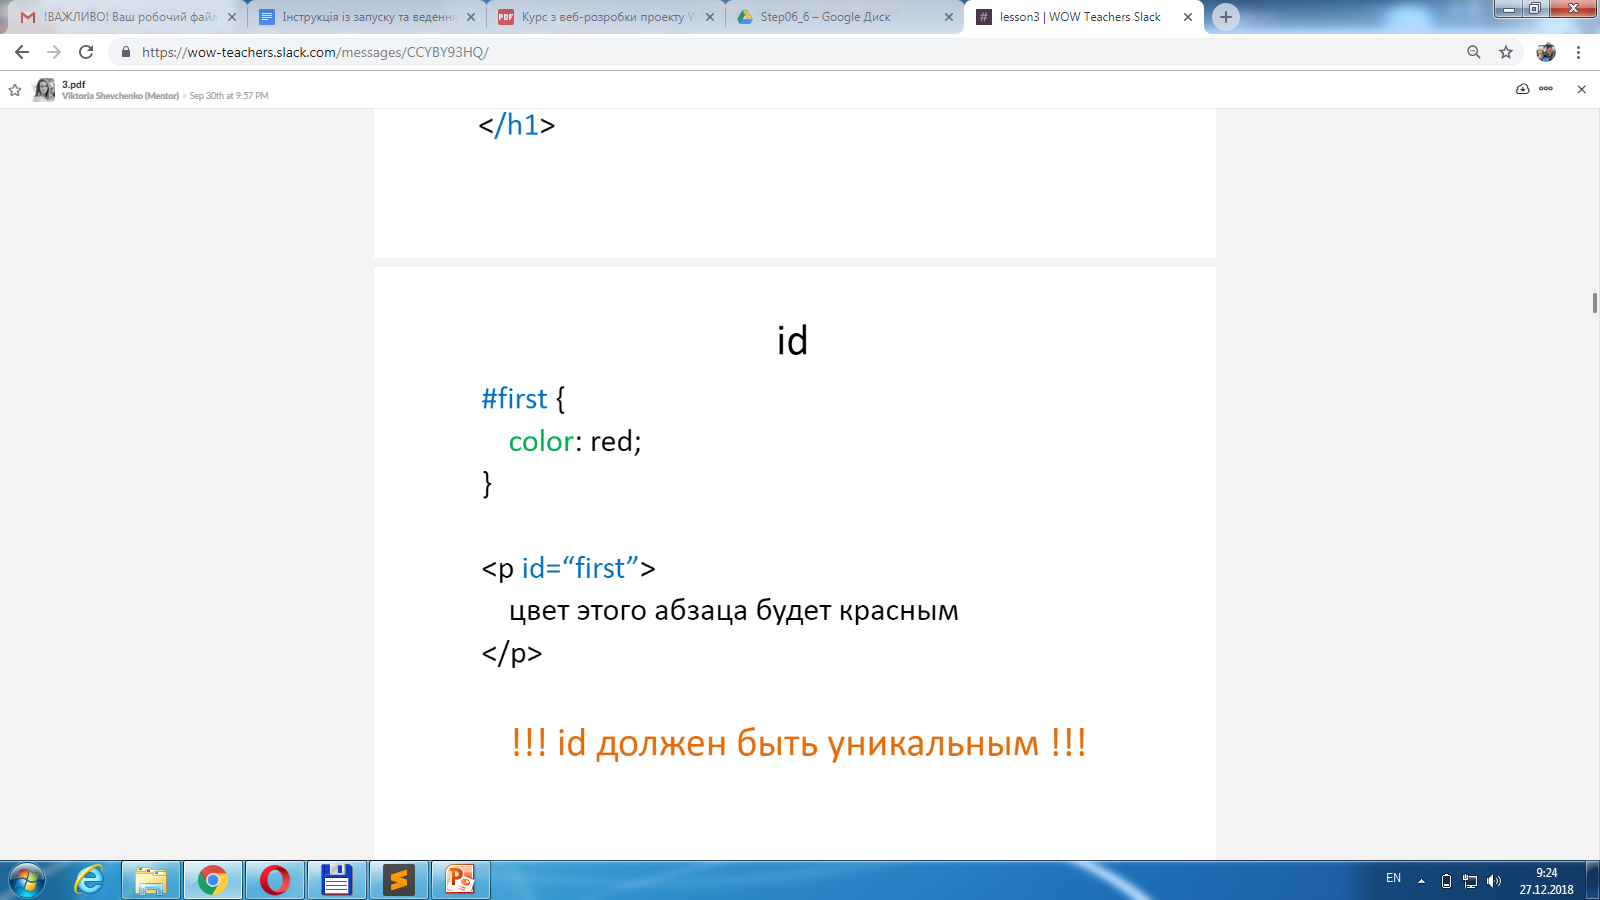 !ВАЖЛИВО! Ваш робочий файл
Інструкція із запуску та ведення
Курс з веб-розробки проекту W
Step06_6 – Google Диск
lesson3 | WOW Teachers Slack
https://wow-teachers.slack.com/messages/CCYBY93HQ/
3.pdf
Viktoria Shevchenko (Mentor) Sep 30th at 9:57 PM
</h1>
id
#first {
color: red;
}
<p id=“first”>
цвет этого абзаца будет красным
</p>
!!! id должен быть уникальным !!!
EN
9:24
27.12.2018